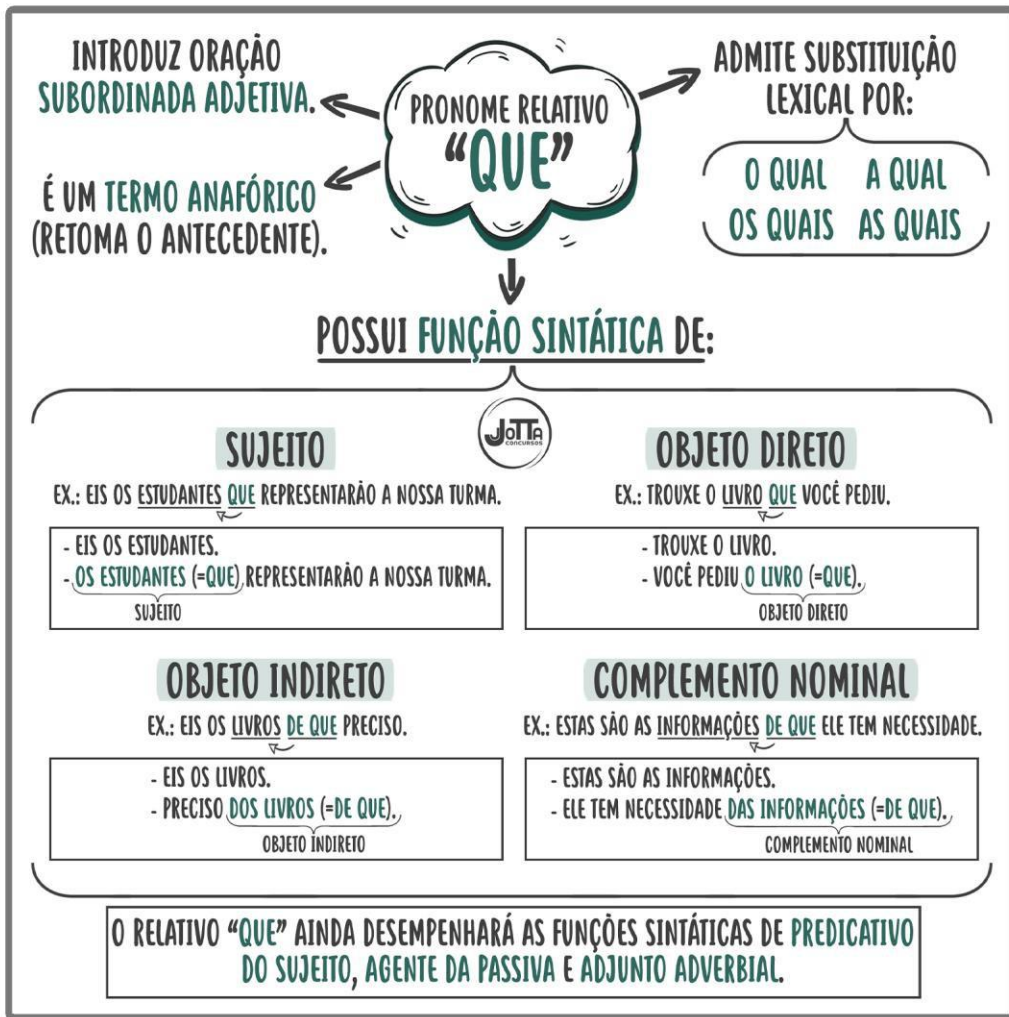 INTRODUZ ORAÇÃO
SUBORDINADA ADJETIVA.
É UM TERMO ANAFÓRICO
(RETOMA O ANTECEDENTE).
PRONOME RELATIVO
“QUE”
ADMITE SUBSTITUIÇÃO
LEXICAL POR:
O QUAL A QUAL
OS QUAIS AS QUAIS
POSSUI FUNÇÃO SINTÁTICA DE:
JOTTA
CONCURSOS
SUJEITO
EX.: EIS OS ESTUDANTES QUE REPRESENTARÃO A NOSSA TURMA.
- EIS OS ESTUDANTES.
- OS ESTUDANTES (=QUE) REPRESENTARÃO A NOSSA TURMA.
SUJEITO
OBJETO DIRETO
EX.: TROUXE O LIVRO QUE VOCÊ PEDIU.
- TROUXE O LIVRO.
- VOCÊ PEDIU O LIVRO (=QUE).
OBJETO DIRETO
OBJETO INDIRETO
EX.: EIS OS LIVROS DE QUE PRECISO.
- EIS OS LIVROS.
- PRECISO DOS LIVROS (=DE QUE).
OBJETO INDIRETO
COMPLEMENTO NOMINAL
EX.: ESTAS SÃO AS INFORMAÇÕES DE QUE ELE TEM NECESSIDADE.
- ESTAS SÃO AS INFORMAÇÕES.
- ELE TEM NECESSIDADE DAS INFORMAÇÕES (=DE QUE).
COMPLEMENTO NOMINAL
O RELATIVO “QUE” AINDA DESEMPENHARÁ AS FUNÇÕES SINTÁTICAS DE PREDICATIVO
DO SUJEITO, AGENTE DA PASSIVA E ADJUNTO ADVERBIAL.